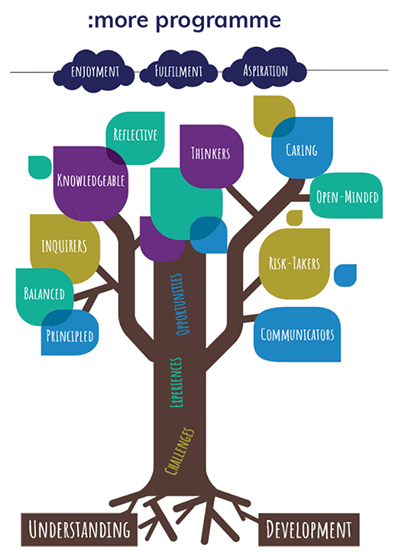 :more programme
ENJOYMENT FULFILMENT ASPIRATION
REFLECTIVE
THINKERS
CARING
KNOWLEDGEABLE
OPEN-MINDED
INQUIRERS
RISK-TAKERS
BALANCED
PRINCIPLED
COMMUNICATORS
OPPORTUNITIES
EXPERIENCES
CHALLENGES
UNDERSTANDING DEVELOPMENT